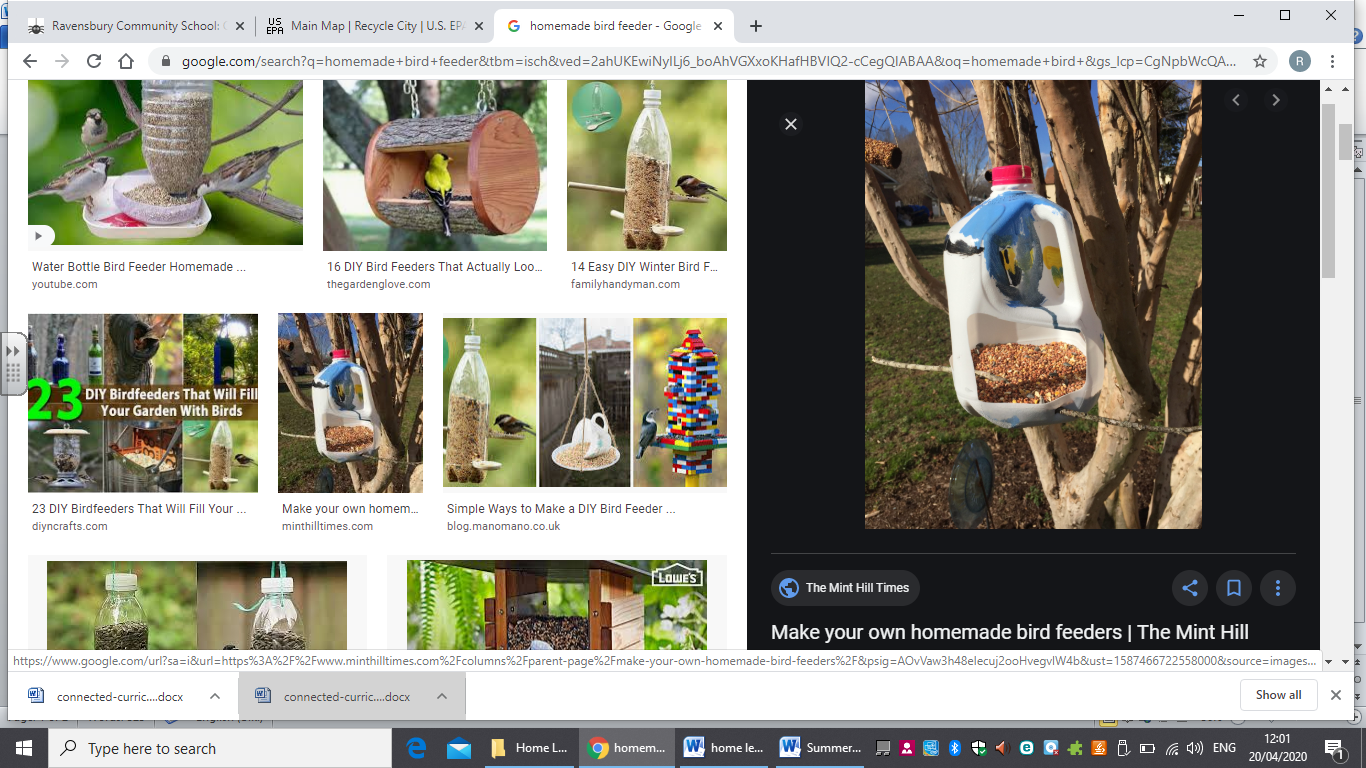 Ravensbury Community School: C
US EPA Main Map | Recycle City | U.S. EPA
homemade bird feeder - Google
google.com/search?q=homemade+bird+feeder&tbm=isch&ved=2ahUKEwiNyILj6_boAhVGXxoKHafHBVIQ2-cCegQIABAA&oq=homemade+bird+&gs_lcp=CgNpbWcQA...
R
Water Bottle Bird Feeder Homemade ...
youtube.com
16 DIY Bird Feeders That Actually Loo...
thegardenglove.com
14 Easy DIY Winter Bird F...
familyhandyman.com
23 DIY Birdfeeders That Will Fill
Your Garden With Birds
23 DIY Birdfeeders That Will Fill Your ...
diyncrafts.com
Make your own homem...
minthilltimes.com
Simple Ways to Make a DIY Bird Feeder ...
blog.manomano.co.uk
LOWE'S
The Mint Hill Times
Make your own homemade bird feeders | The Mint Hill
https://www.google.com/url?sa=i&url=https%3A%2F%2Fwww.minthilltimes.com%2Fcolumns%2Fparent-page%2Fmake-your-own-homemade-bird-feeders%2F&psig=AOvVaw3h48elecuj2ooHvegvIW4b&ust=1587466722558000&source=images...
connected-curric....docx
connected-curric....docx
Show all
Type here to search
Home L...
homem...
home le...
Summer...
ENG
12:01
20/04/2020
1